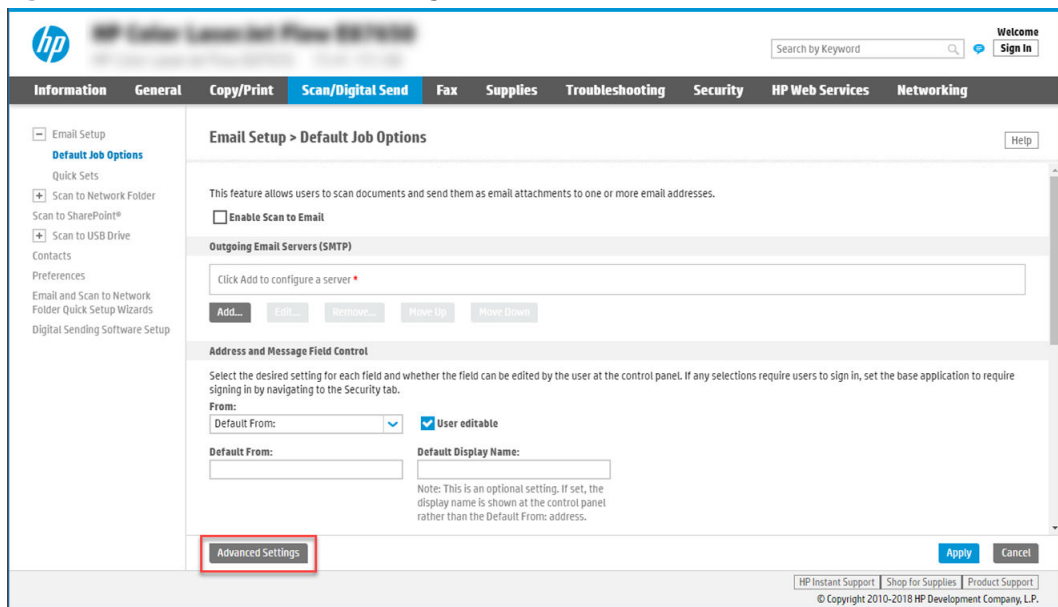 hp
Welcome
Search by Keyword
Sign In
Information General Copy/Print Scan/Digital Send Fax Supplies Troubleshooting Security HP Web Services Networking
Email Setup
Default Job Options
Quick Sets
Scan to Network Folder
Scan to SharePoint®
Scan to USB Drive
Contacts
Preferences
Email and Scan to Network
Folder Quick Setup Wizards
Digital Sending Software Setup
Email Setup > Default Job Options
Help
This feature allows users to scan documents and send them as email attachments to one or more email addresses.
Enable Scan to Email
Outgoing Email Servers (SMTP)
Click Add to configure a server *
Add... Edit... Remove... Move Up Move Down
Address and Message Field Control
Select the desired setting for each field and whether the field can be edited by the user at the control panel. If any selections require users to sign in, set the base application to require
signing in by navigating to the Security tab.
From:
Default From:
User editable
Default From:
Default Display Name:
Note: This is an optional setting. If set, the
display name is shown at the control panel
rather than the Default From: address.
Advanced Settings
Apply Cancel
HP Instant Support Shop for Supplies Product Support
© Copyright 2010-2018 HP Development Company, L.P.